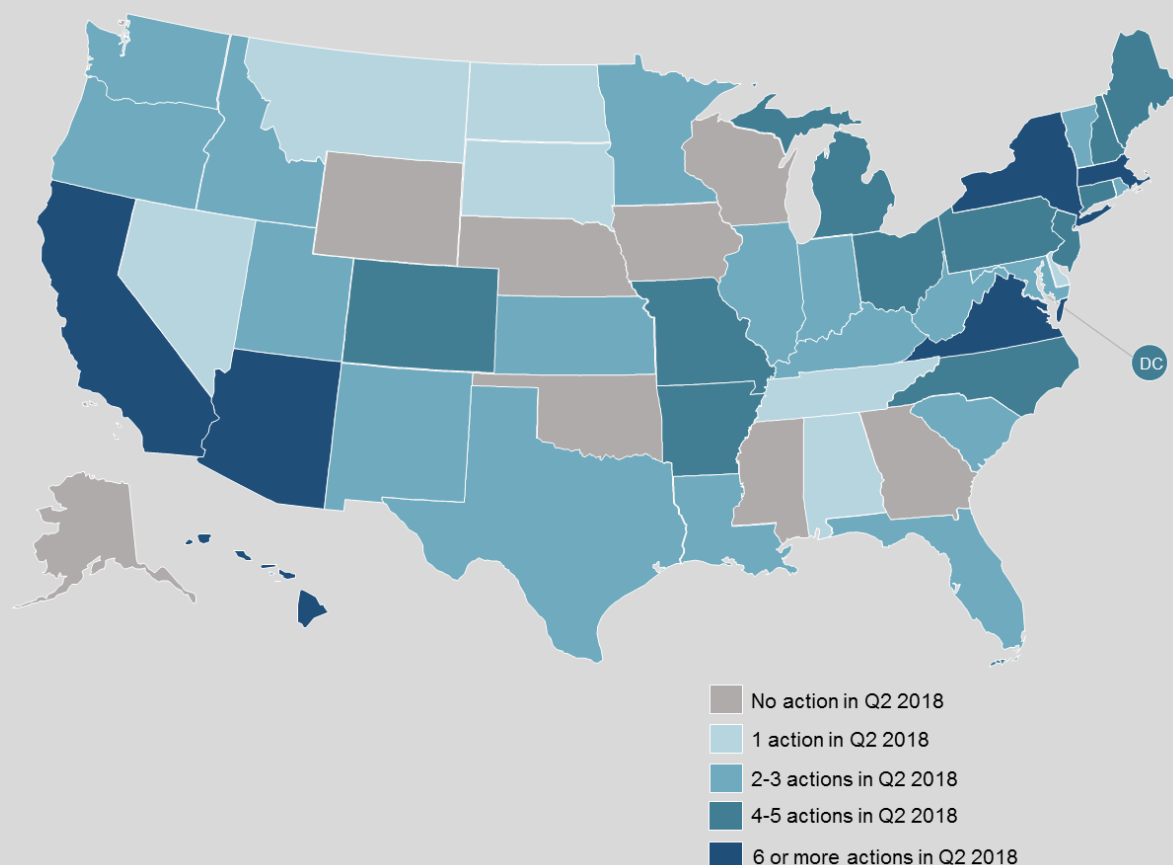 DC
No action in Q2 2018
1 action in Q2 2018
2-3 actions in Q2 2018
4-5 actions in Q2 2018
6 or more actions in Q2 2018